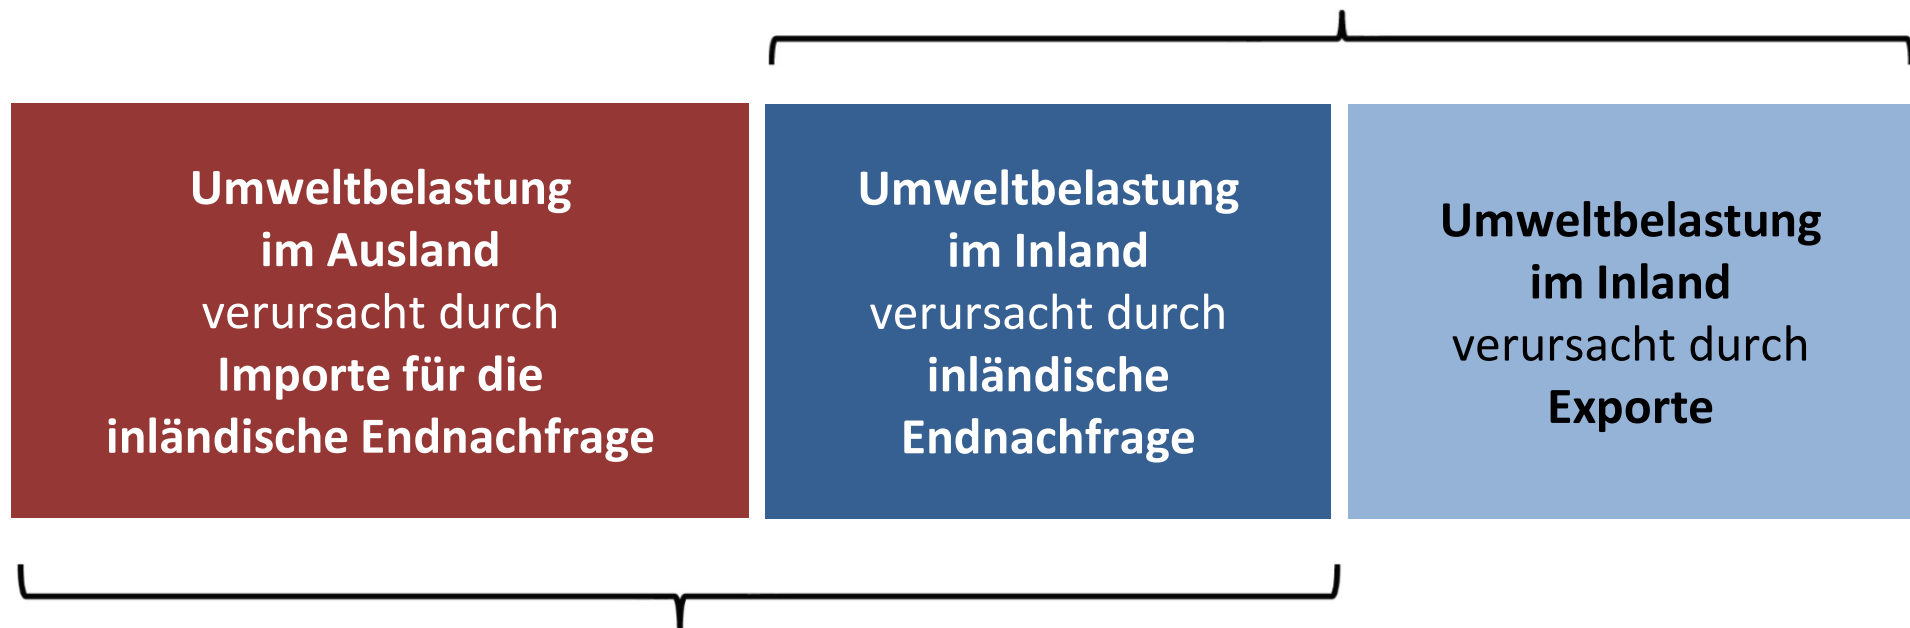 Umweltbelastung
im Ausland
verursacht durch
Importe für die
inländische Endnachfrage
Umweltbelastung
im Inland
verursacht durch
inländische
Endnachfrage
Umweltbelastung
im Inland
verursacht durch
Exporte